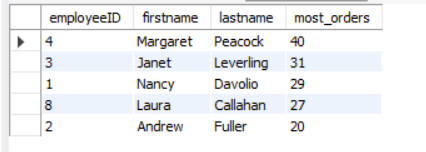 employeeID firstname lastname most_orders
4 Margaret Peacock 40
3 Janet Leverling 31
1 Nancy Davolio 29
8 Laura Callahan 27
2 Andrew Fuller 20